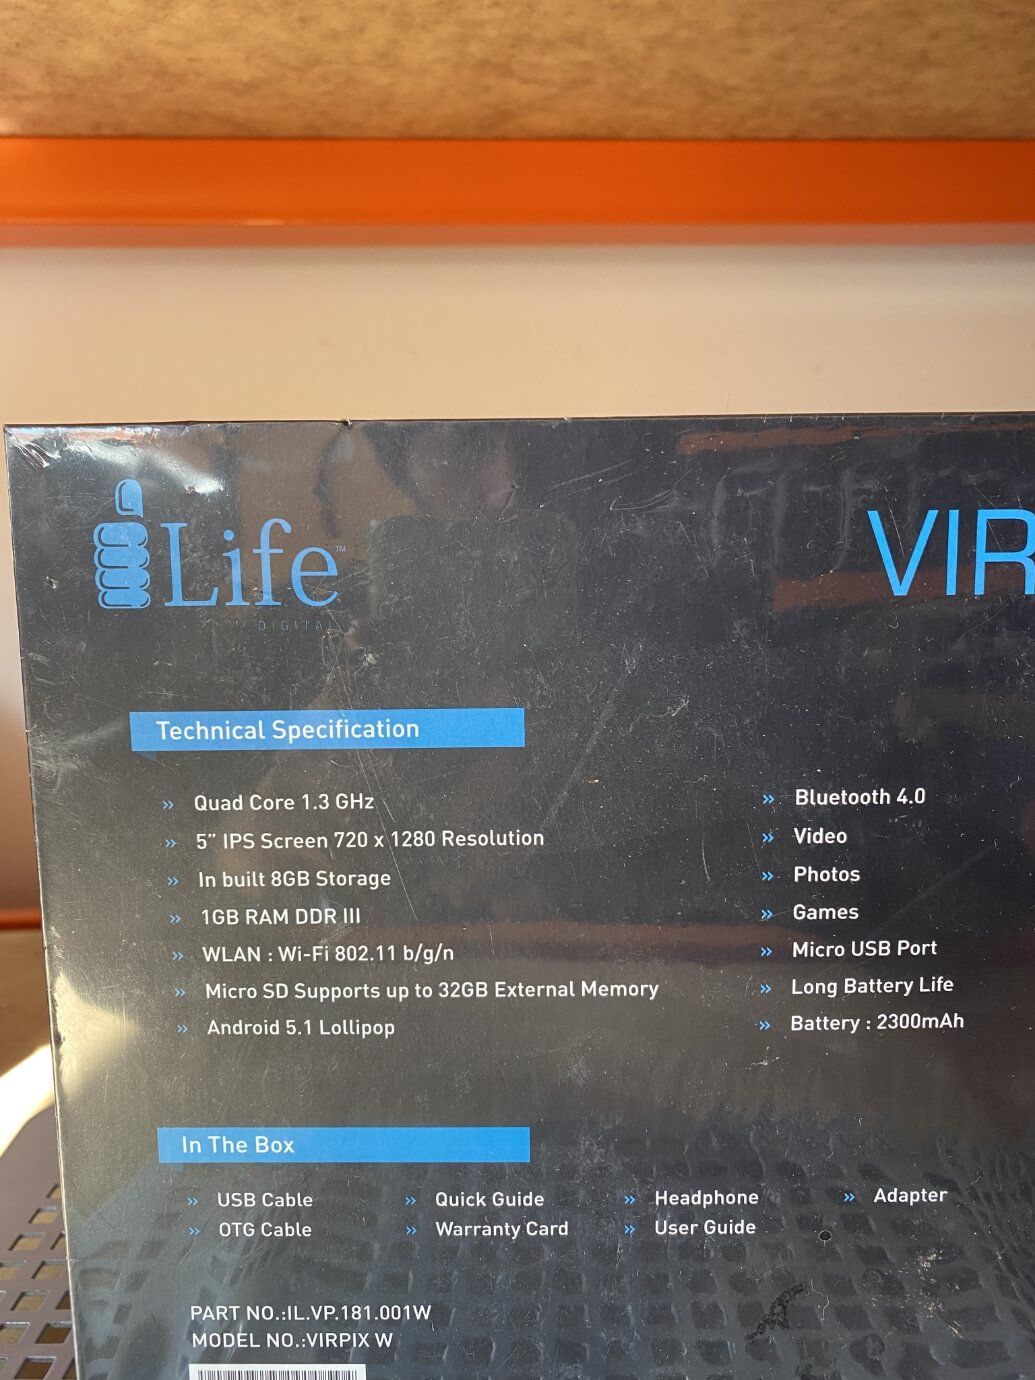 Life™
DIGITAL
VIR
Technical Specification
» Quad Core 1.3 GHz
» 5” IPS Screen 720 x 1280 Resolution
» In built 8GB Storage
» 1GB RAM DDR III
» WLAN : Wi-Fi 802.11 b/g/n
» Micro SD Supports up to 32GB External Memory
» Android 5.1 Lollipop
» Bluetooth 4.0
» Video
» Photos
» Games
» Micro USB Port
» Long Battery Life
» Battery : 2300mAh
In The Box
» USB Cable » Quick Guide » Headphone » Adapter
» OTG Cable » Warranty Card » User Guide
PART NO.:IL.VP.181.001W
MODEL NO.:VIRPIX W